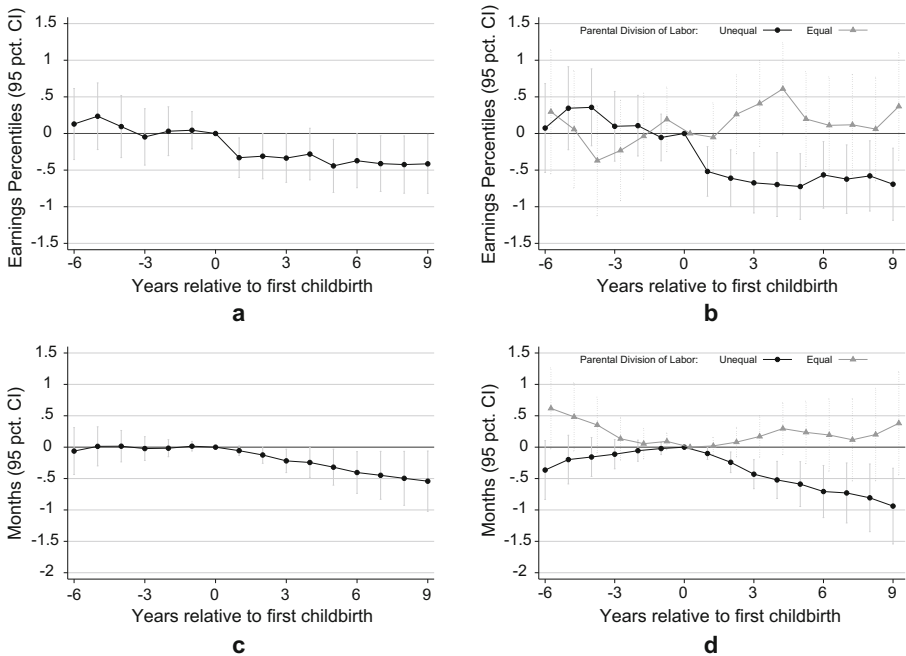 Earnings Percentiles (95 pct. CI)
1.5
1
.5
0
-.5
-1
-1.5
-6 -3 0 3 6 9
Years relative to first childbirth
a
Earnings Percentiles (95 pct. CI)
Parental Division of Labor: Unequal Equal
1.5
1
.5
0
-.5
-1
-1.5
-6 -3 0 3 6 9
Years relative to first childbirth
b
Months (95 pct. CI)
1.5
1
.5
0
-.5
-1
-1.5
-2
-6 -3 0 3 6 9
Years relative to first childbirth
c
Months (95 pct. CI)
Parental Division of Labor: Unequal Equal
1.5
1
.5
0
-.5
-1
-1.5
-2
-6 -3 0 3 6 9
Years relative to first childbirth
d